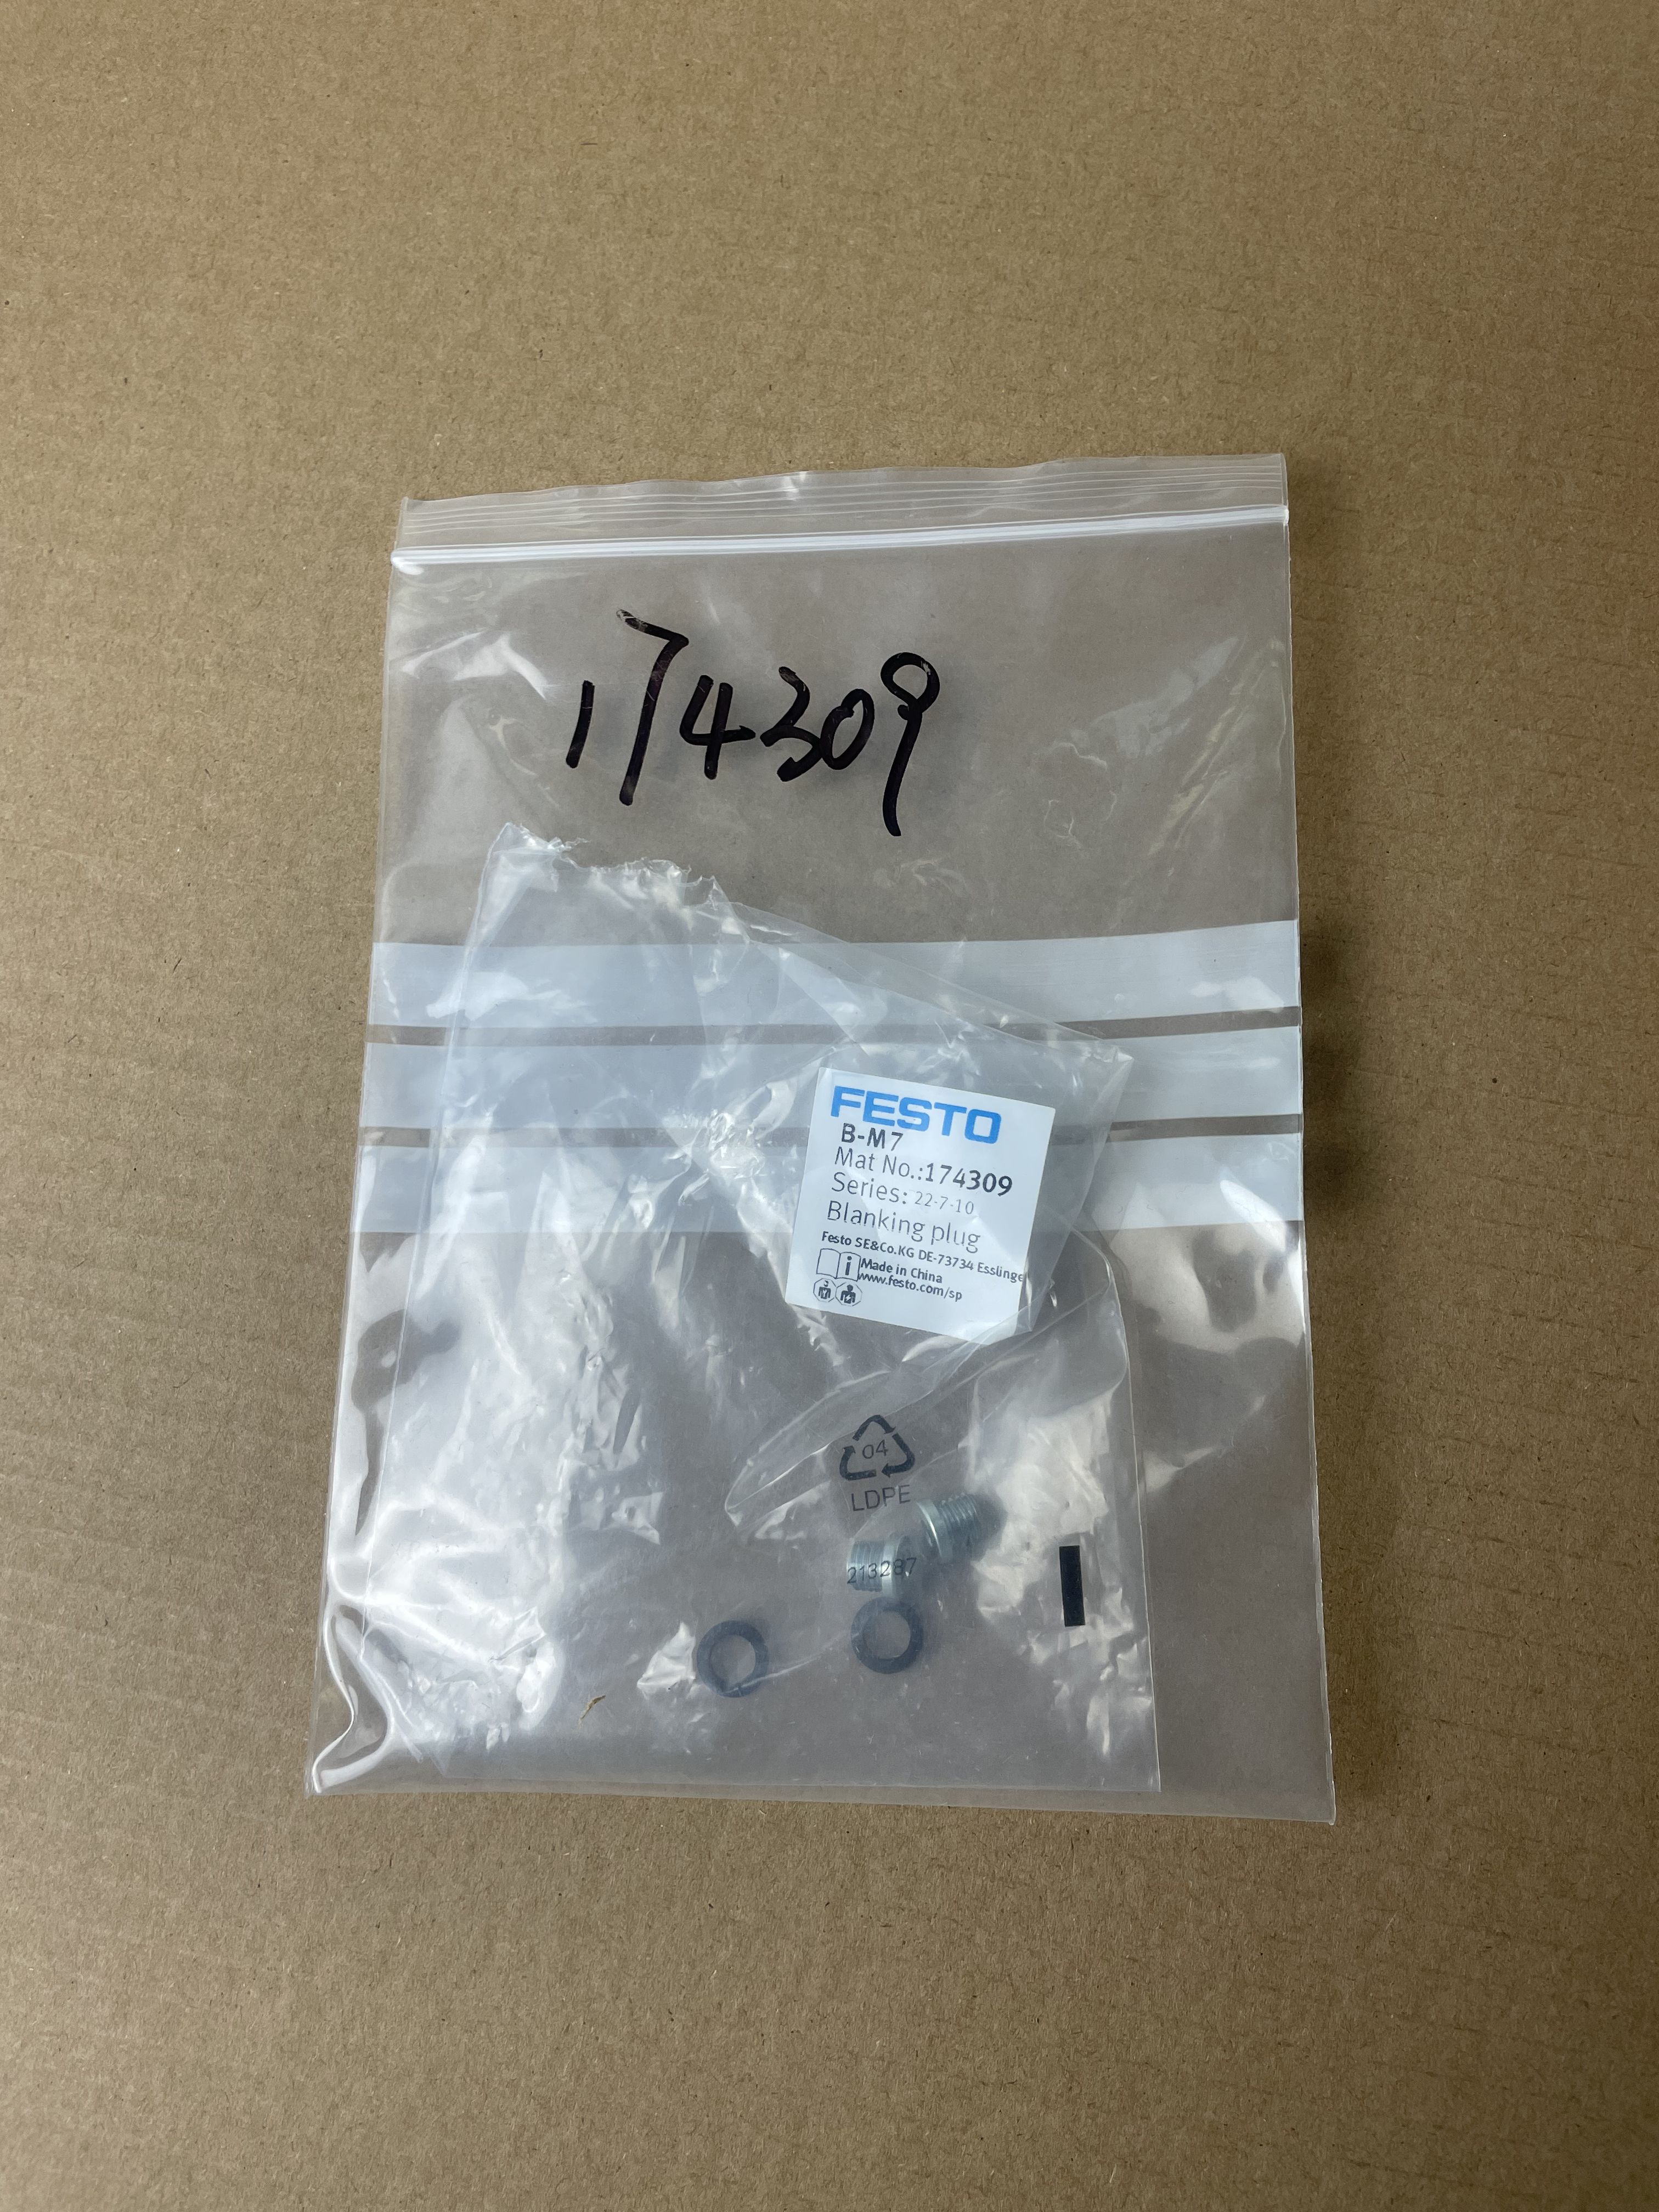 174309
FESTO
B-M7
Mat No.:174309
Series: 22-7-10
Blanking plug
Festo SE&Co.KG DE-73734 Esslinge
Made in China
www.festo.com/sp
04
LDPE
213287